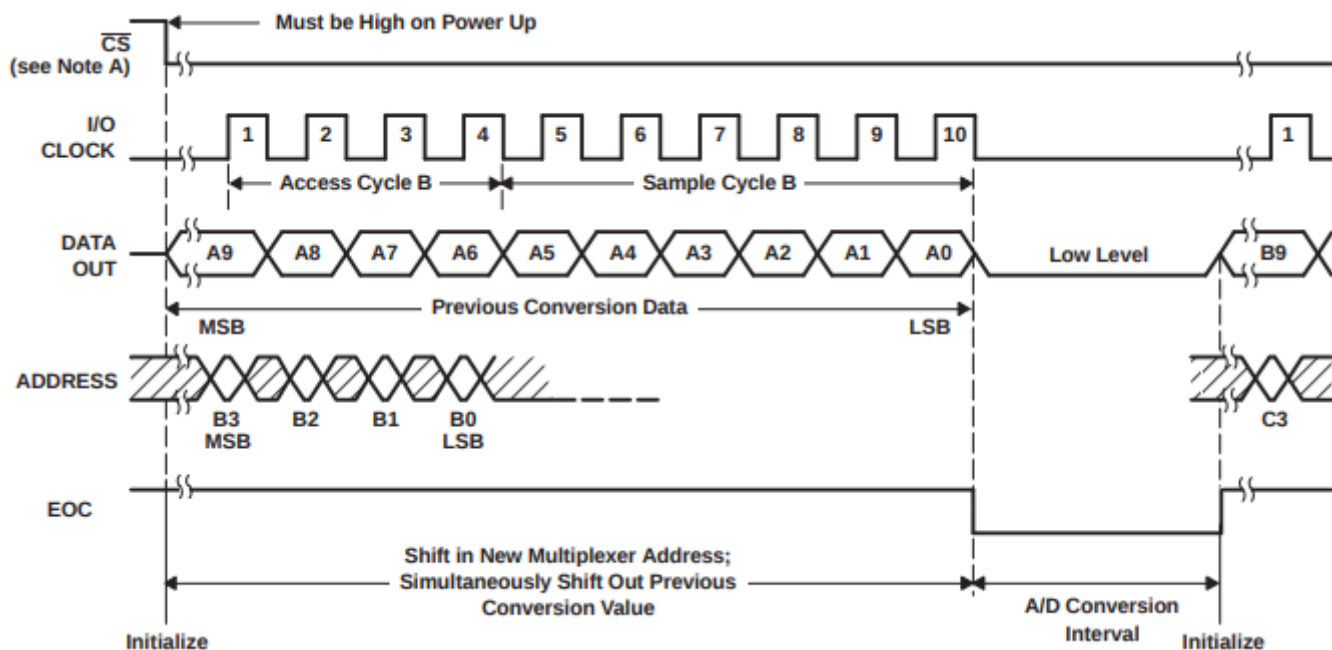 Must be High on Power Up
CS
(see Note A)
I/O
CLOCK
1 2 3 4 5 6 7 8 9 10 1
Access Cycle B Sample Cycle B
DATA
OUT
A9 A8 A7 A6 A5 A4 A3 A2 A1 A0 Low Level B9
Previous Conversion Data
MSB LSB
ADDRESS
B3 B2 B1 B0 C3
MSB LSB
EOC
Shift in New Multiplexer Address;
Simultaneously Shift Out Previous
Conversion Value
A/D Conversion
Interval
Initialize Initialize